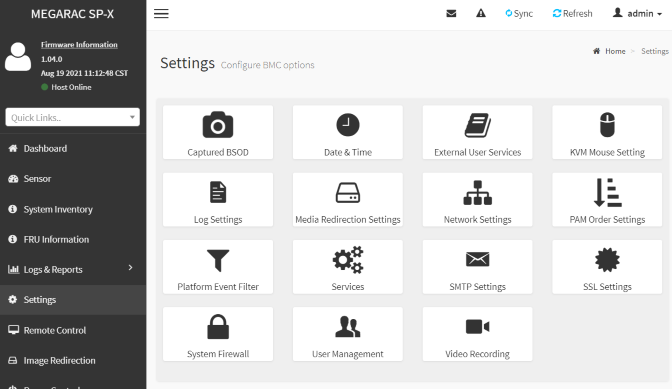 MEGARAC SP-X
Sync
Refresh
admin
Firmware Information
1.04.0
Aug 19 2021 11:12:48 CST
Host Online
Quick Links..
Dashboard
Sensor
System Inventory
FRU Information
Logs & Reports
Settings
Remote Control
Image Redirection
Home > Settings
Settings Configure BMC options
Captured BSOD
Date & Time
External User Services
KVM Mouse Setting
Log Settings
Media Redirection Settings
Network Settings
PAM Order Settings
Platform Event Filter
Services
SMTP Settings
SSL Settings
System Firewall
User Management
Video Recording